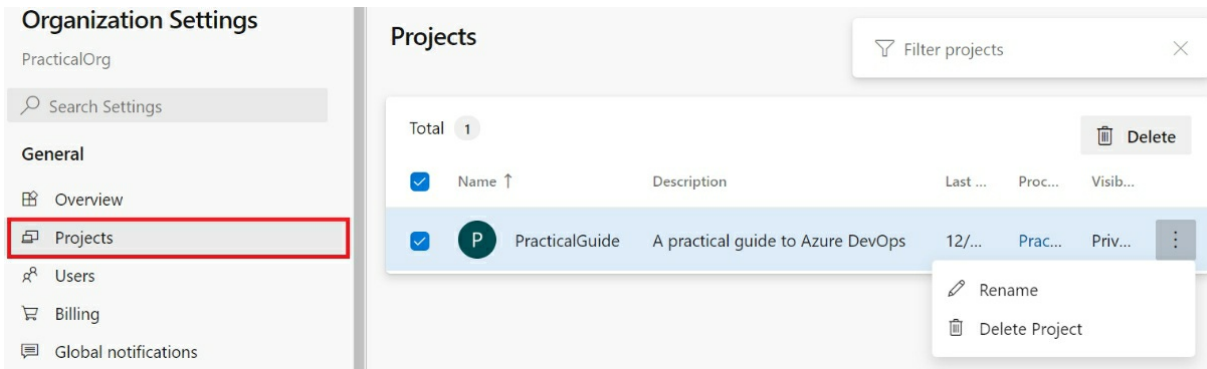 Organization Settings
PracticalOrg
Search Settings
General
Overview
Projects
Users
Billing
Global notifications
Projects
Filter projects
Total 1
Delete
Name ↑ Description Last ... Proc... Visib...
P PracticalGuide A practical guide to Azure DevOps 12/... Prac... Priv...
Rename
Delete Project